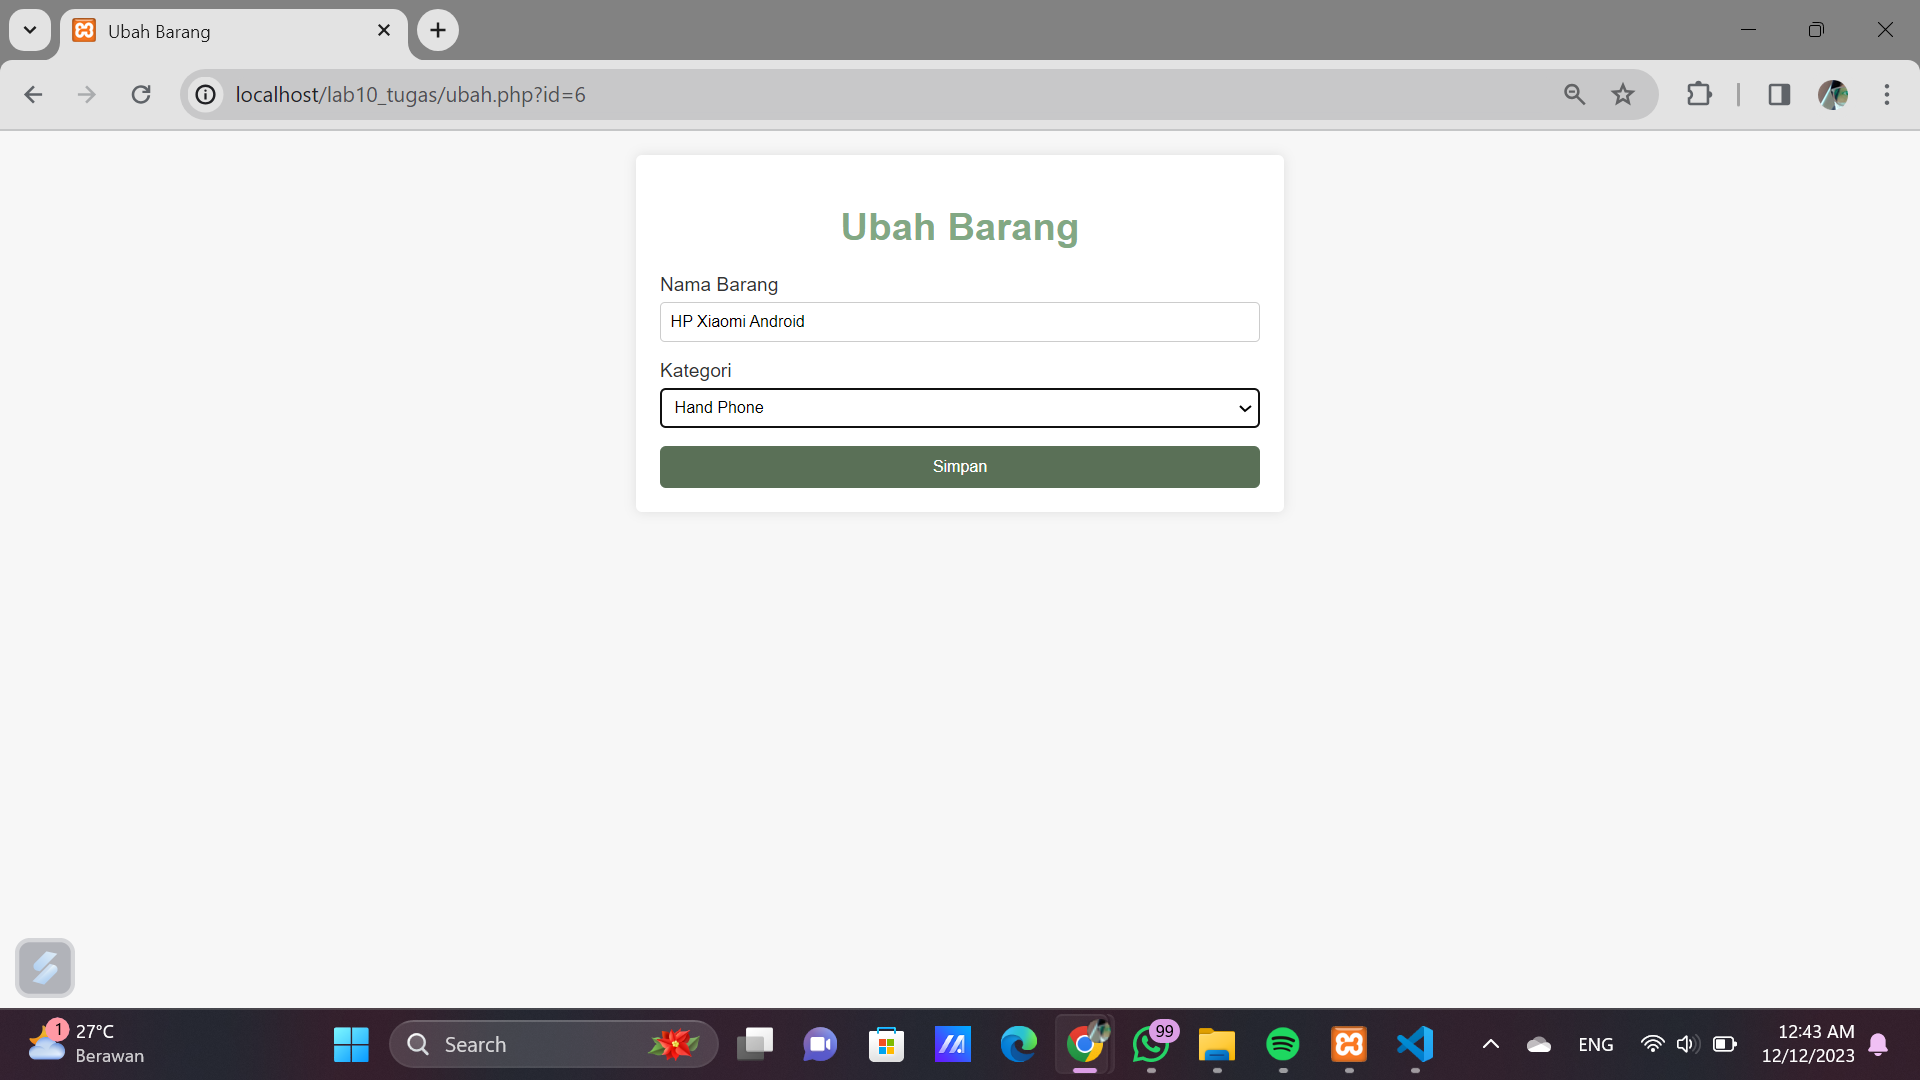 Ubah Barang
localhost/lab10_tugas/ubah.php?id=6
Ubah Barang
Nama Barang
HP Xiaomi Android
Kategori
Hand Phone
Simpan
1
27°C
Berawan
Search
99
ENG
12:43 AM
12/12/2023